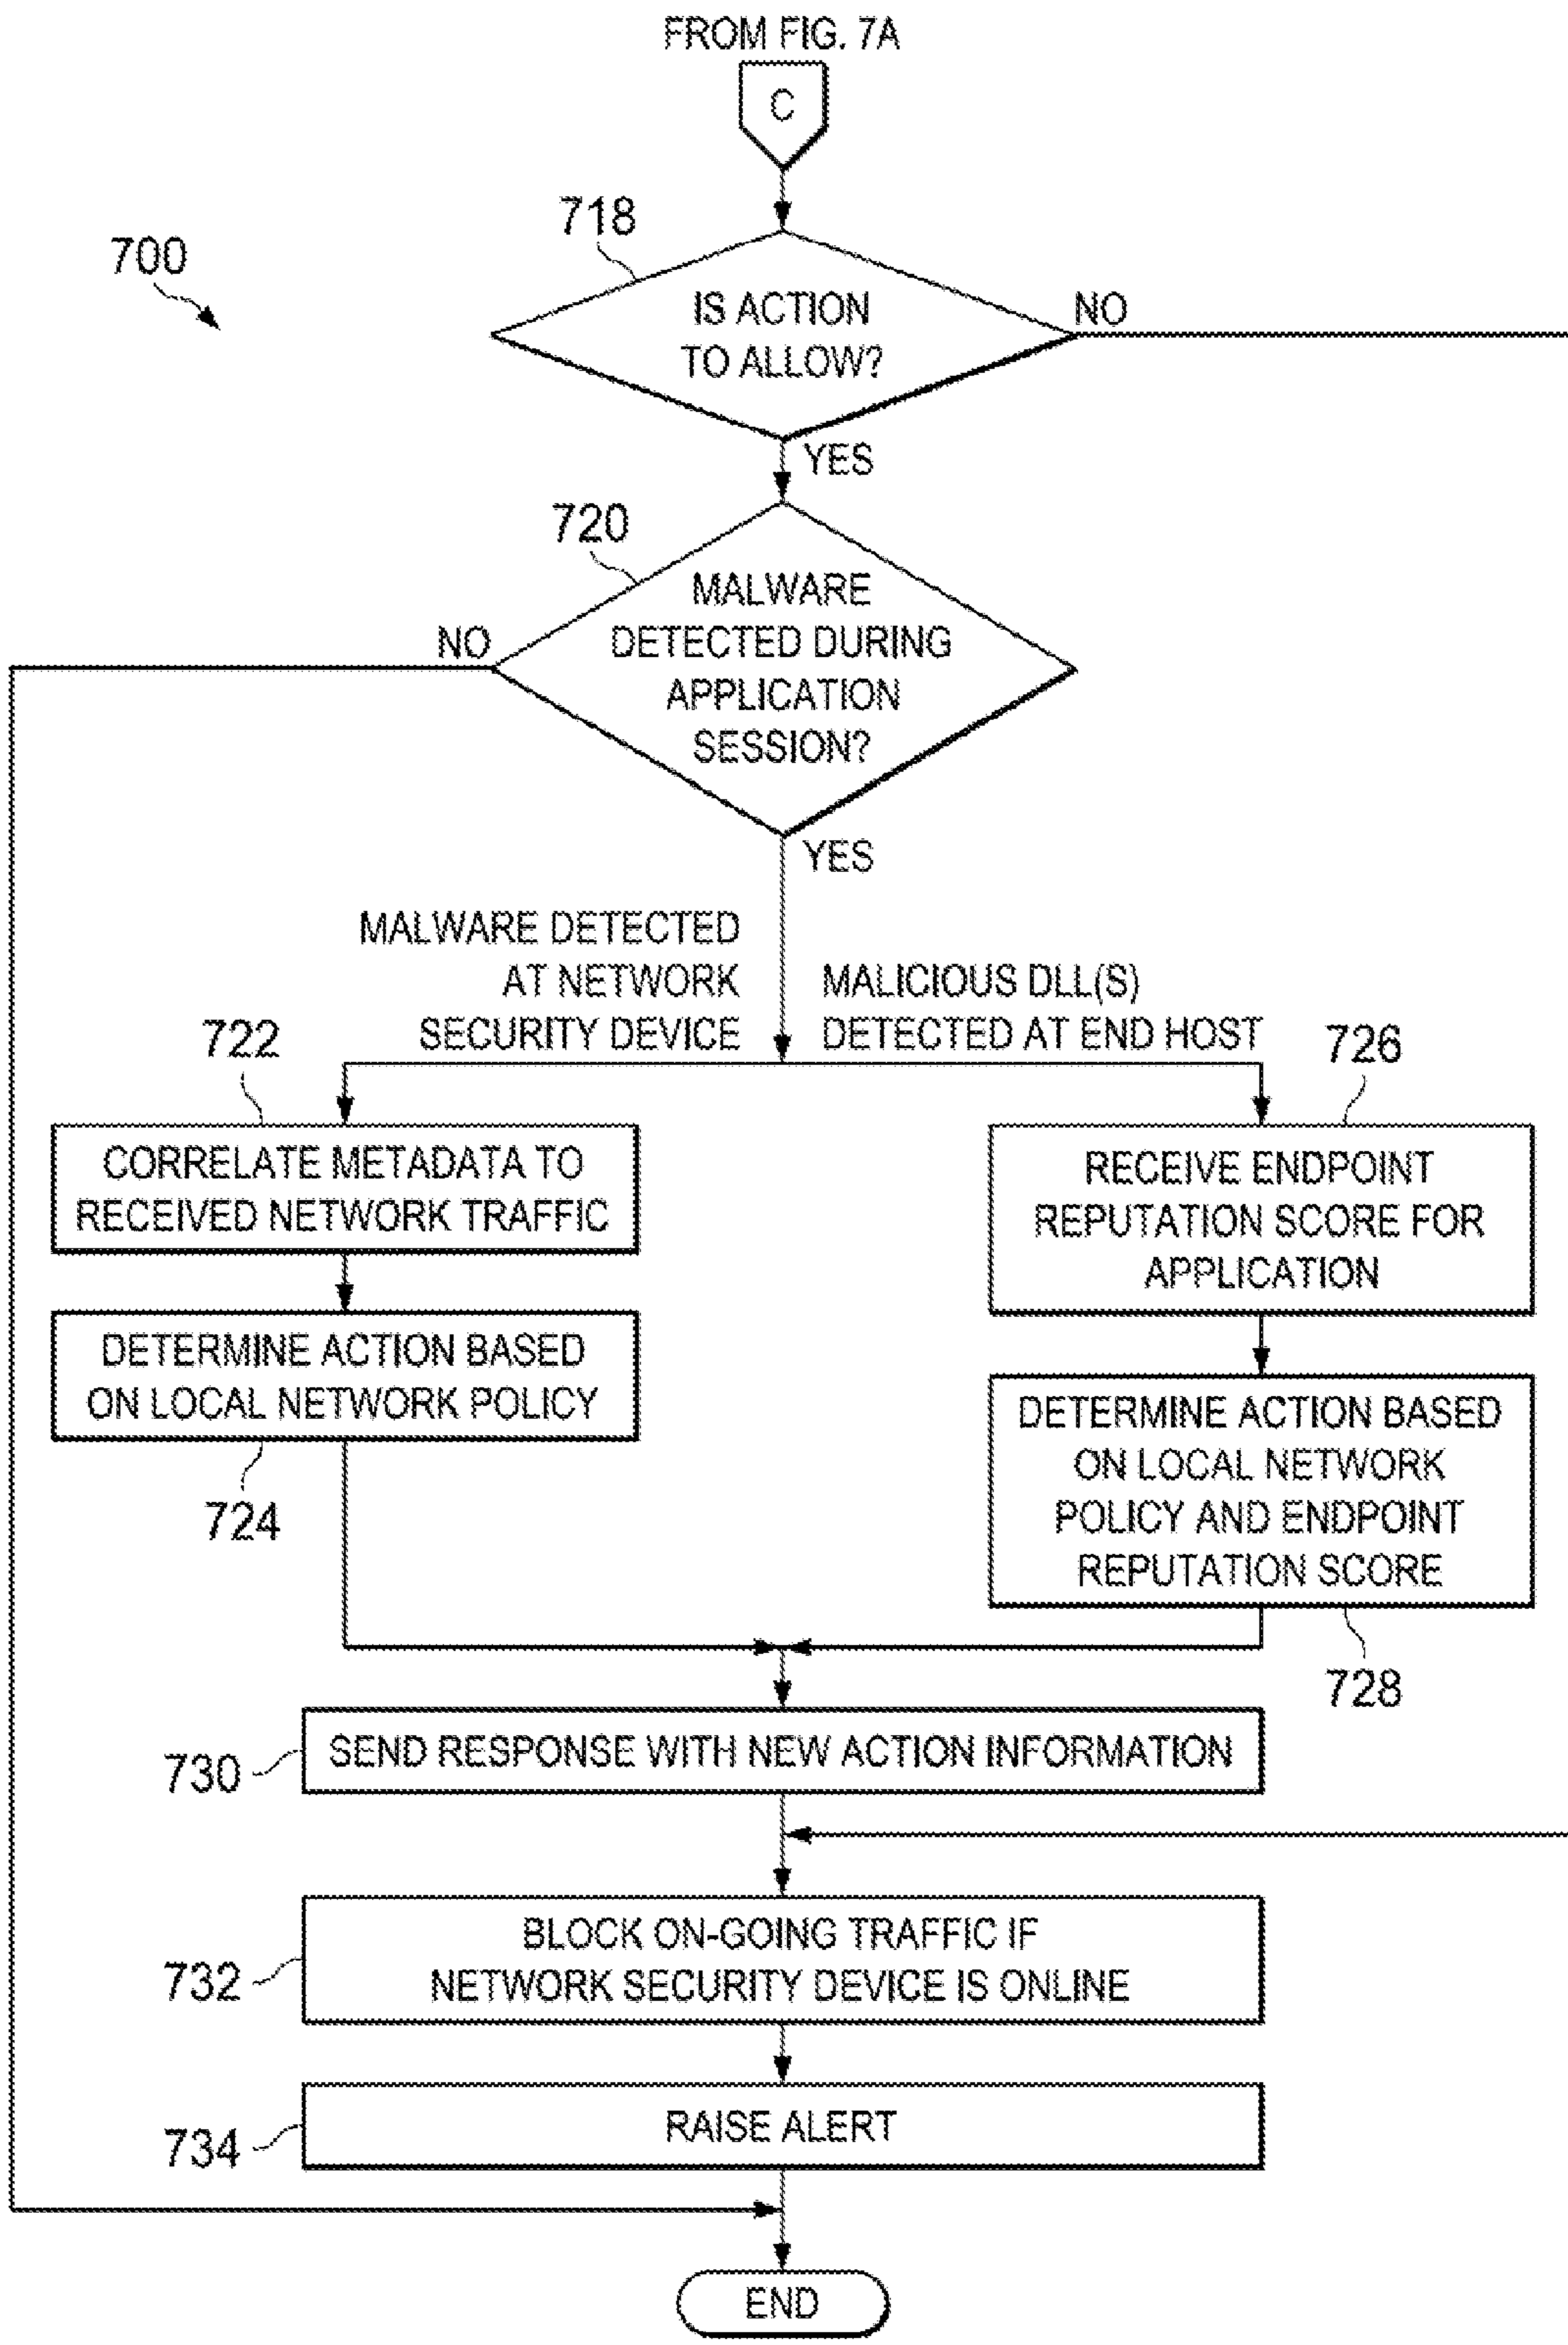 FROM FIG. 7A
C
718
700
IS ACTION
TO ALLOW?
NO
YES
720
MALWARE
DETECTED DURING
APPLICATION
SESSION?
NO
YES
MALWARE DETECTED
AT NETWORK
SECURITY DEVICE
MALICIOUS DLL(S)
DETECTED AT END HOST
722
CORRELATE METADATA TO
RECEIVED NETWORK TRAFFIC
DETERMINE ACTION BASED
ON LOCAL NETWORK POLICY
724
726
RECEIVE ENDPOINT
REPUTATION SCORE FOR
APPLICATION
DETERMINE ACTION BASED
ON LOCAL NETWORK
POLICY AND ENDPOINT
REPUTATION SCORE
728
730
SEND RESPONSE WITH NEW ACTION INFORMATION
732
BLOCK ON-GOING TRAFFIC IF
NETWORK SECURITY DEVICE IS ONLINE
734
RAISE ALERT
END